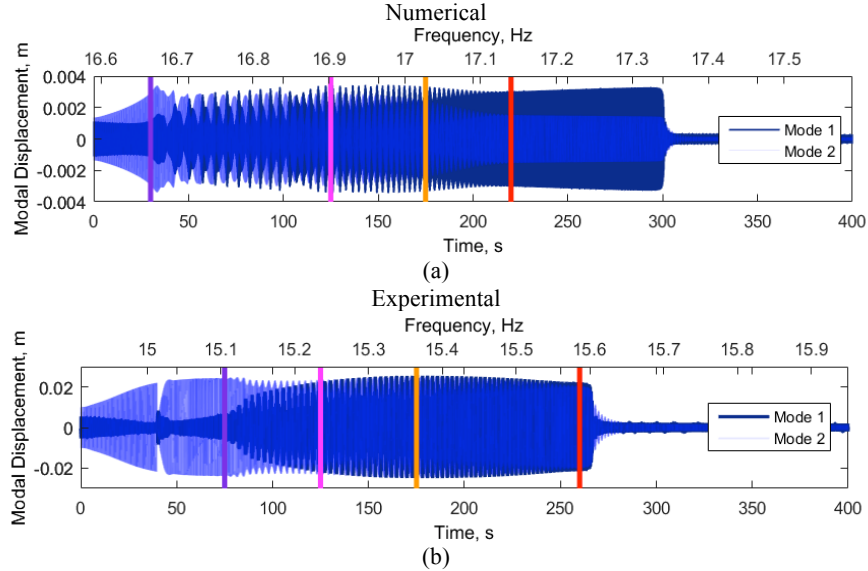 Numerical
Frequency, Hz
16.6 16.7 16.8 16.9 17 17.1 17.2 17.3 17.4 17.5
Modal Displacement, m
0.004
0.002
0
-0.002
-0.004
Mode 1
Mode 2
0 50 100 150 200 250 300 350 400
Time, s
(a)
Experimental
Frequency, Hz
15 15.1 15.2 15.3 15.4 15.5 15.6 15.7 15.8 15.9
Modal Displacement, m
0.02
0
-0.02
Mode 1
Mode 2
0 50 100 150 200 250 300 350 400
Time, s
(b)